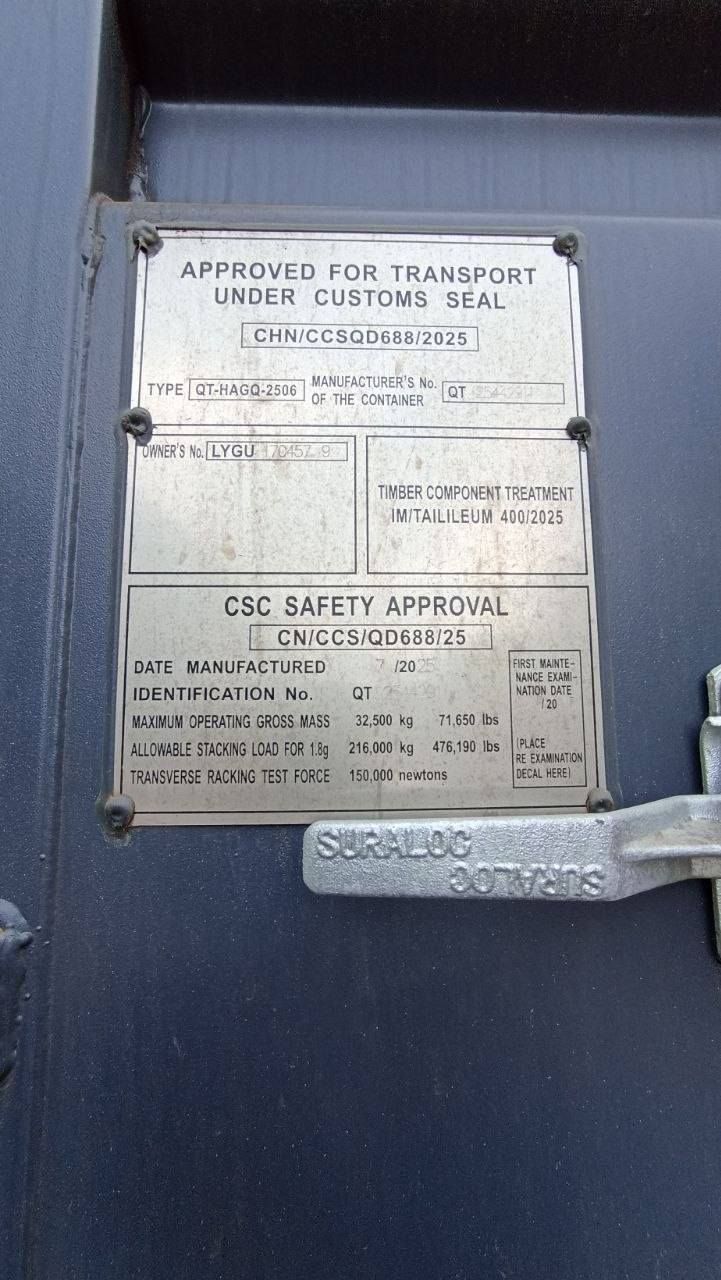 APPROVED FOR TRANSPORT
UNDER CUSTOMS SEAL
CHN/CCSQD688/2025
TYPE QT-HAGQ-2506
MANUFACTURER'S No.
OF THE CONTAINER
QT
OWNER'S No. LYGU 170457 9
TIMBER COMPONENT TREATMENT
IM/TAILILEUM 400/2025
CSC SAFETY APPROVAL
CN/CCS/QD688/25
DATE MANUFACTURED 7 /2025
IDENTIFICATION No. QT
MAXIMUM OPERATING GROSS MASS 32,500 kg 71,650 lbs
ALLOWABLE STACKING LOAD FOR 1.8g 216,000 kg 476,190 lbs
TRANSVERSE RACKING TEST FORCE 150,000 newtons
FIRST MAINTE-
NANCE EXAMI-
NATION DATE
/20
(PLACE
RE EXAMINATION
DECAL HERE)
SURALOC
SURALOC